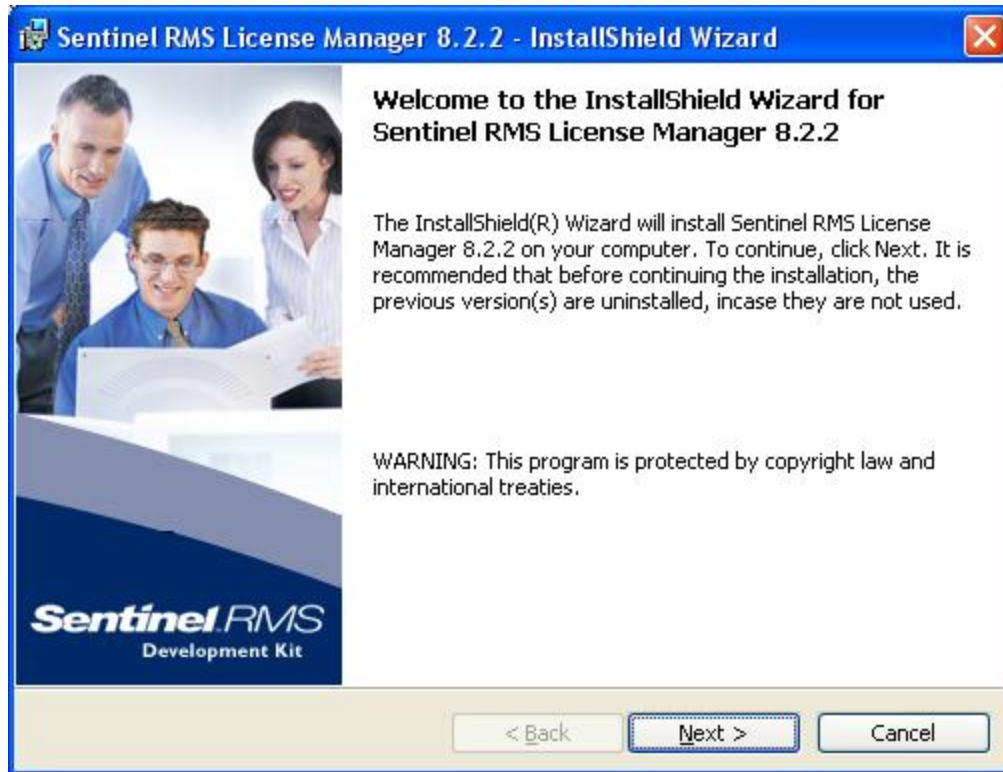 Sentinel RMS License Manager 8.2.2 - InstallShield Wizard
Welcome to the InstallShield Wizard for
Sentinel RMS License Manager 8.2.2
The InstallShield(R) Wizard will install Sentinel RMS License
Manager 8.2.2 on your computer. To continue, click Next. It is
recommended that before continuing the installation, the
previous version(s) are uninstalled, incase they are not used.
WARNING: This program is protected by copyright law and
international treaties.
Sentinel RMS
Development Kit
< Back
Next >
Cancel